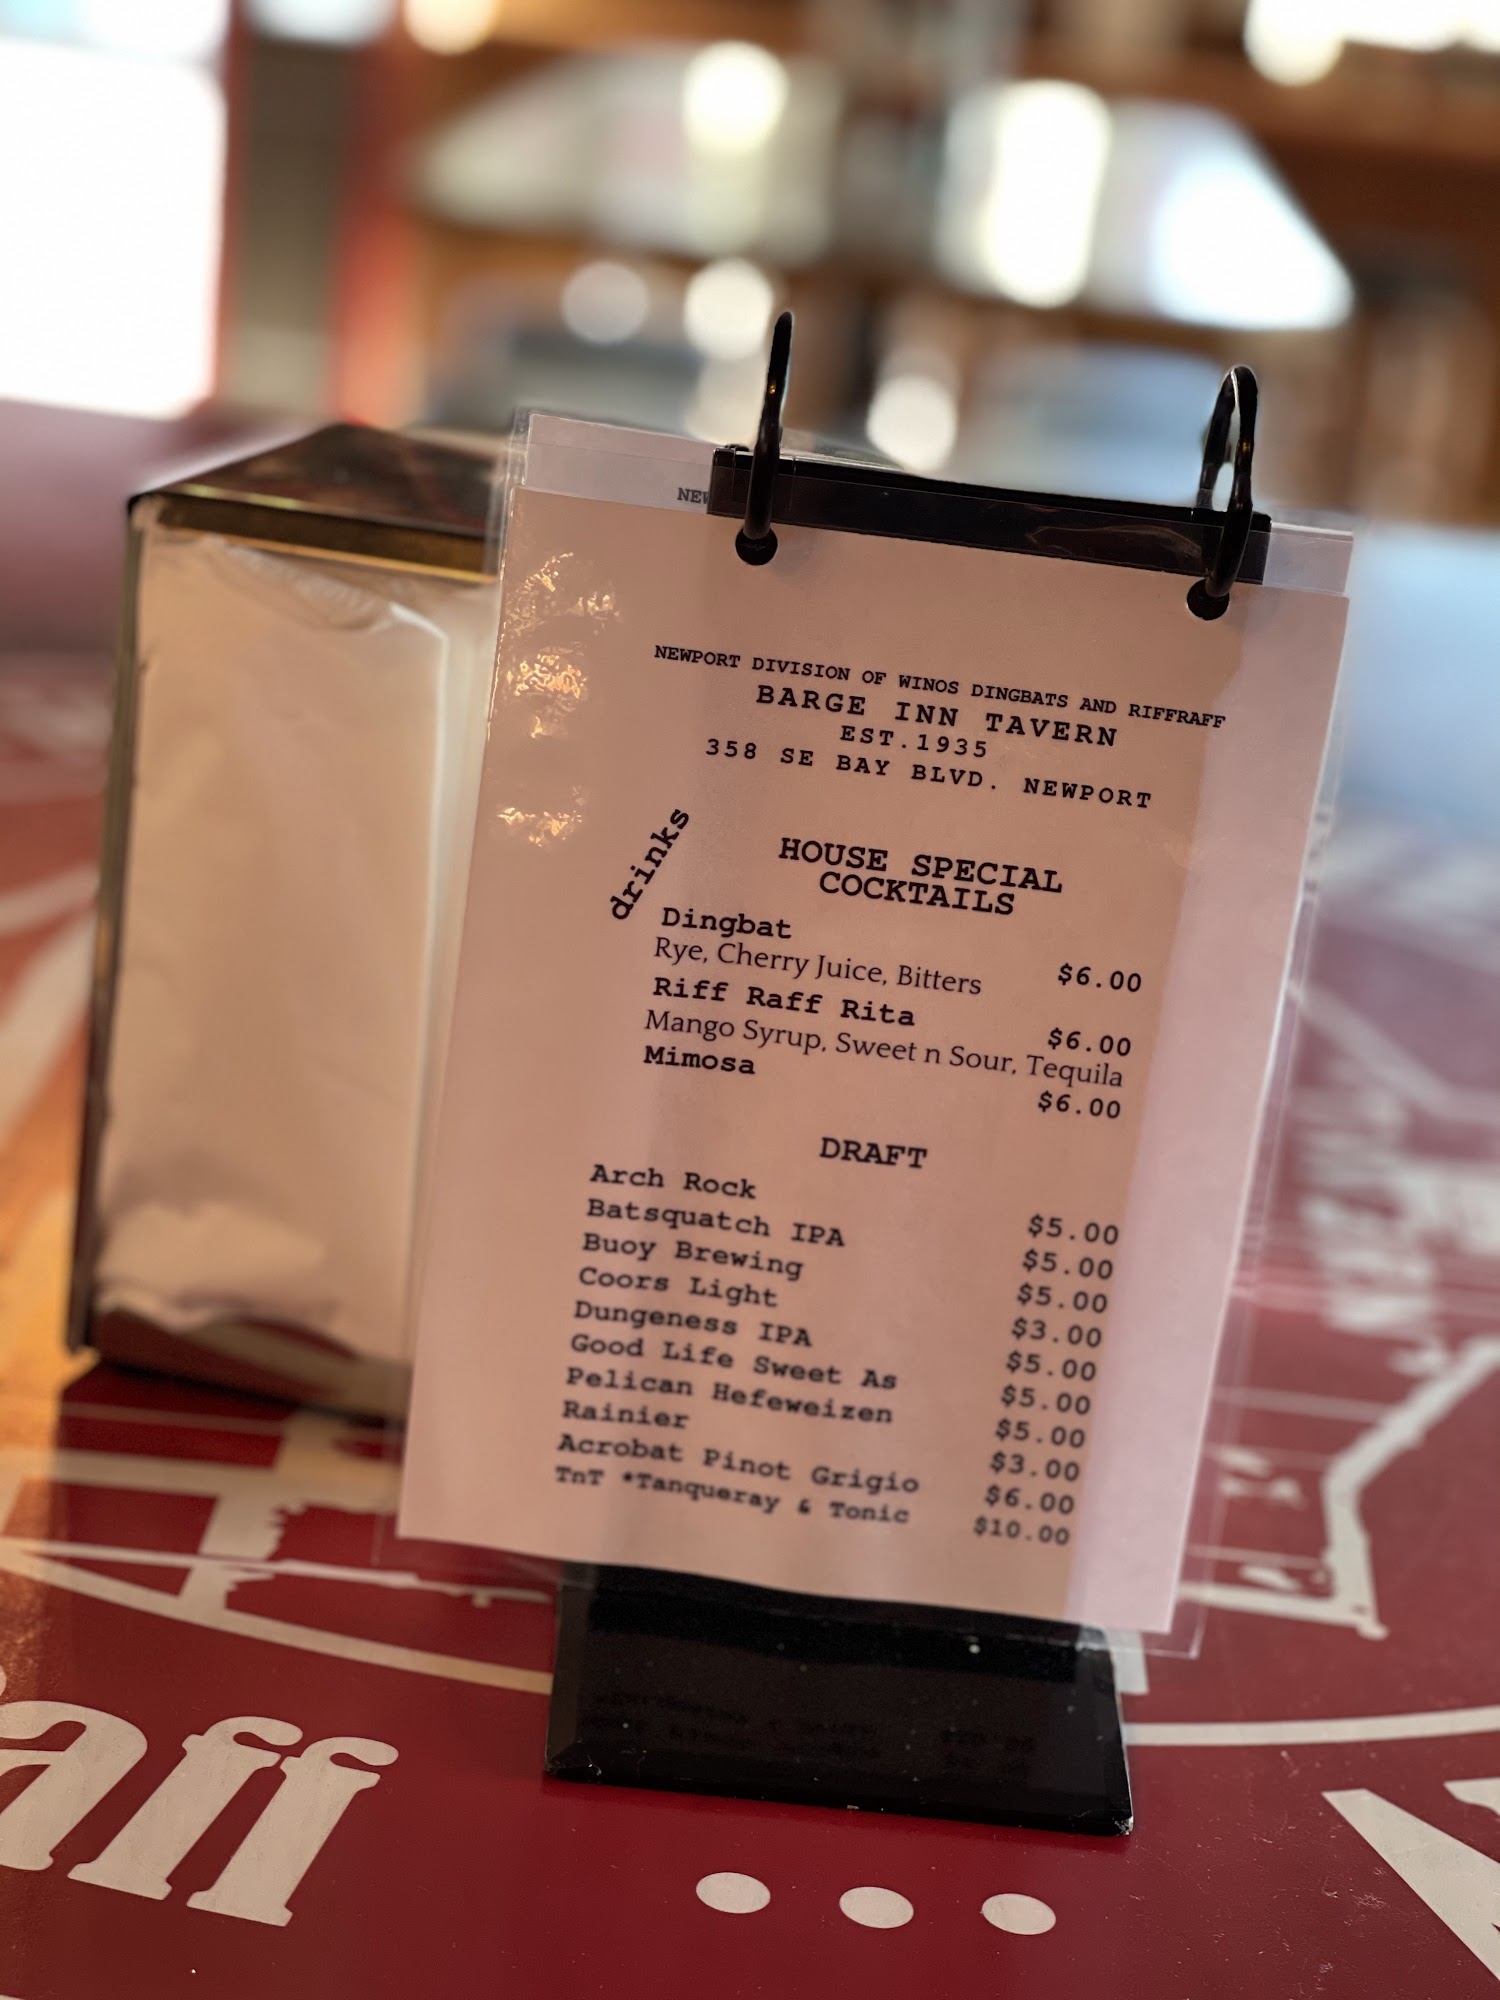 NEW
NEWPORT DIVISION OF WINOS DINGBATS AND RIFFRAFF
BARGE INN TAVERN
EST.1935
358 SE BAY BLVD. NEWPORT
drinks
HOUSE SPECIAL
COCKTAILS
Dingbat
Rye, Cherry Juice, Bitters $6.00
Riff Raff Rita
$6.00
Mango Syrup, Sweet n Sour, Tequila
Mimosa
$6.00
DRAFT
Arch Rock $5.00
Batsquatch IPA $5.00
Buoy Brewing $5.00
Coors Light $3.00
Dungeness IPA $5.00
Good Life Sweet As $5.00
Pelican Hefeweizen $5.00
Rainier $3.00
Acrobat Pinot Grigio $6.00
TnT *Tanqueray & Tonic $10.00
aff ...